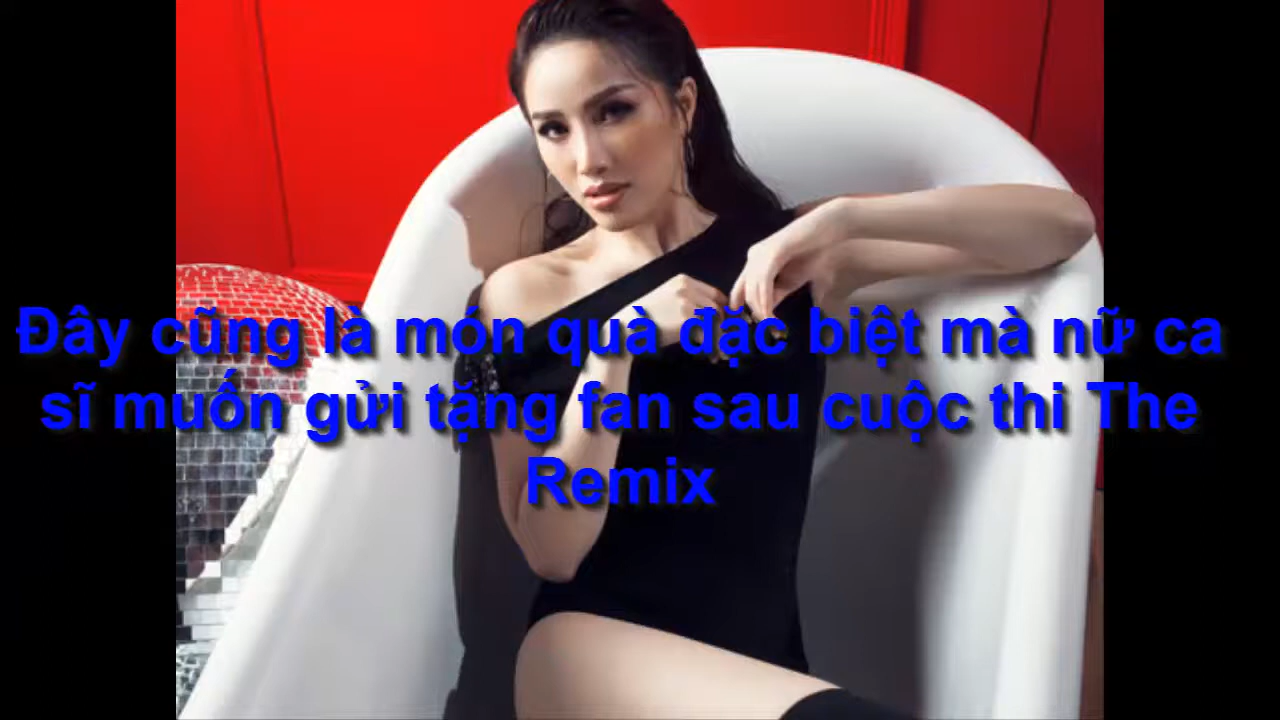 Đây cũng là món quà đặc biệt mà nữ ca
sĩ muốn gửi tặng fan sau cuộc thi The
Remix